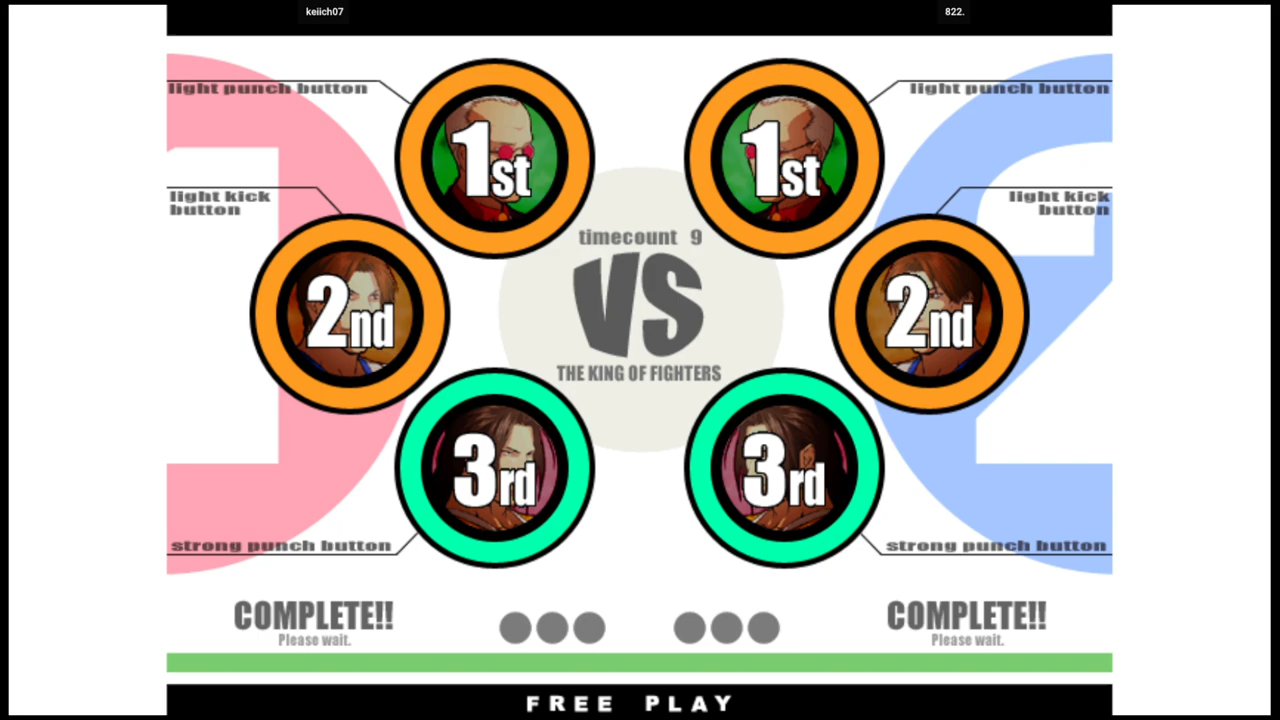 keiich07
822.
light punch button
light punch button
1st
1st
light kick
button
light kick
button
timecount 9
VS
THE KING OF FIGHTERS
2nd
2nd
3rd
3rd
strong punch button
strong punch button
COMPLETE!!
Please wait.
COMPLETE!!
Please wait.
FREE PLAY